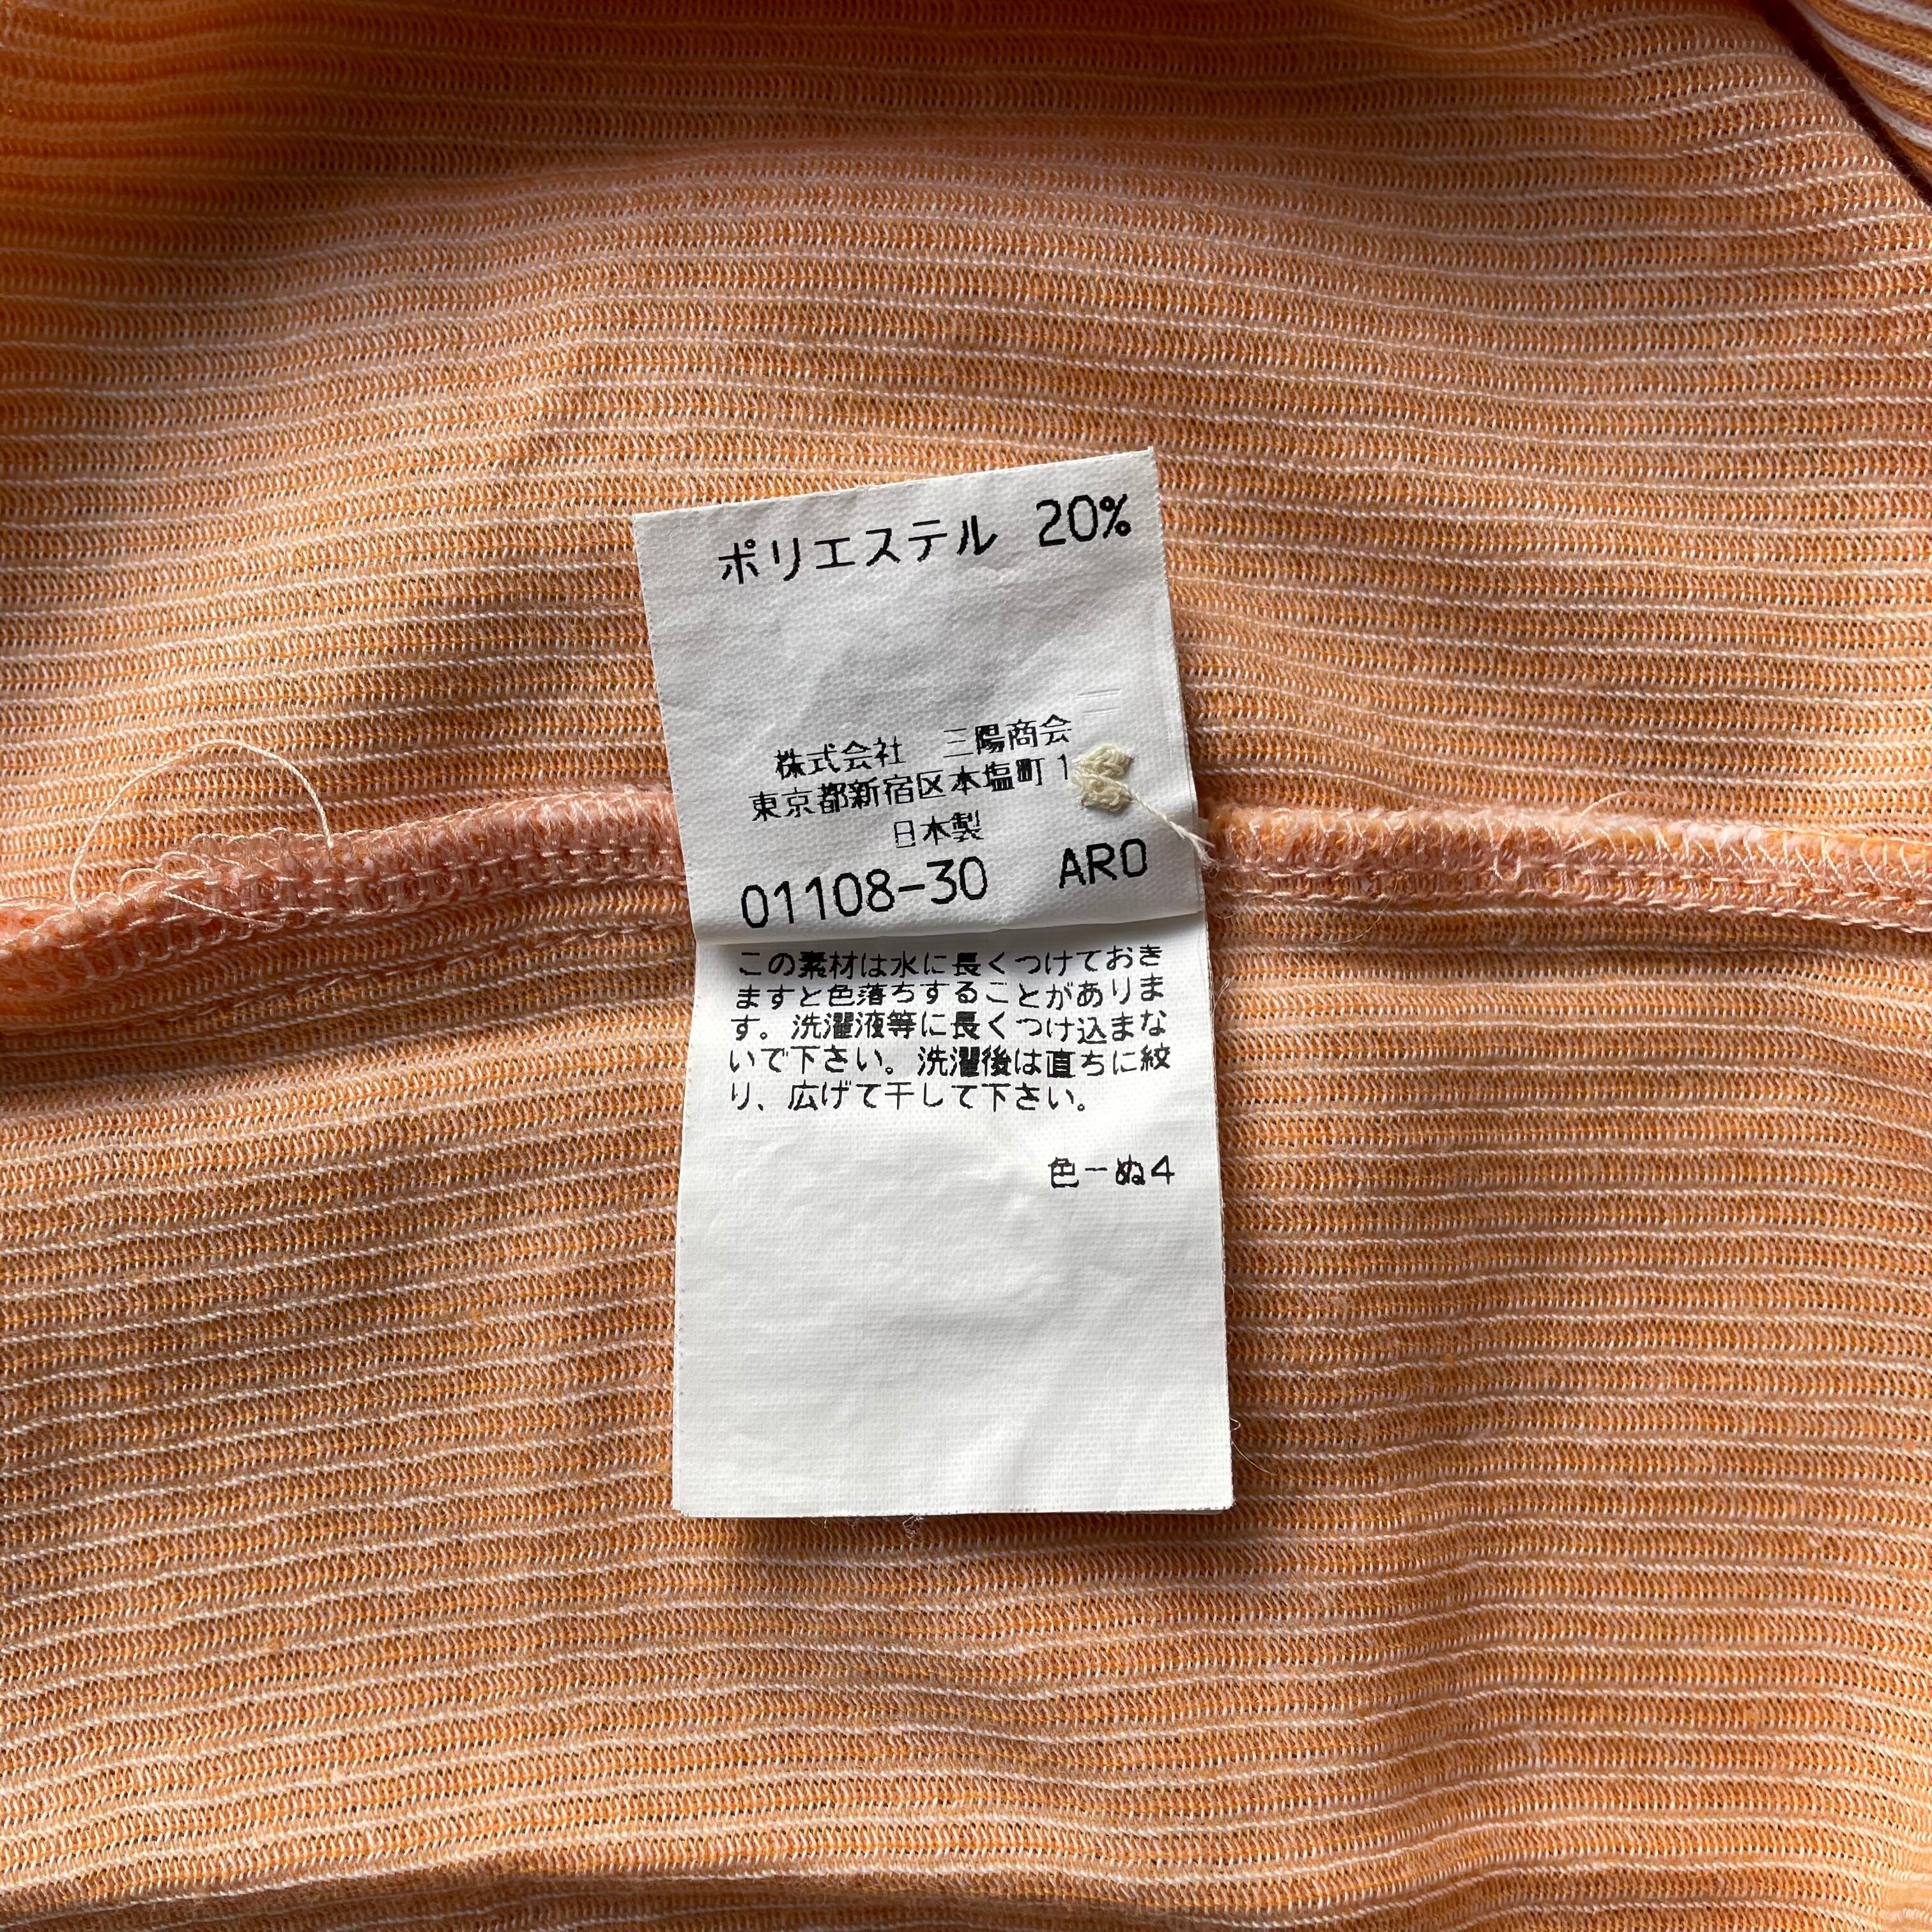 ポリエステル 20%
株式会社 三陽商会
東京都新宿区本塩町1
日本製
01108-30 ARO
この素材は水に長くつけておき
ますと色落ちすることがありま
す。洗濯液等に長くつけ込まな
いで下さい。洗濯後は直ちに絞
り、広げて干して下さい。
色-ぬ4